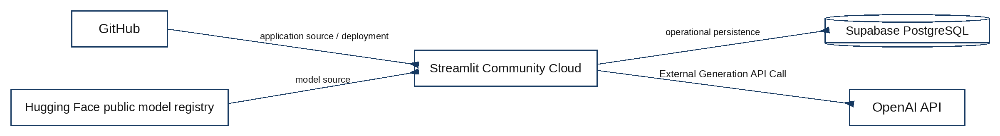 GitHub
application source / deployment
operational persistence
Supabase PostgreSQL
Streamlit Community Cloud
model source
External Generation API Call
Hugging Face public model registry
OpenAI API